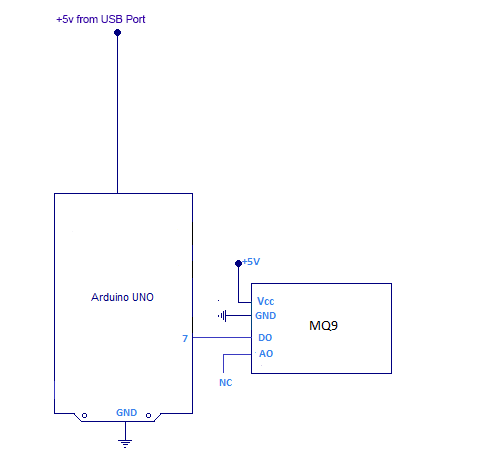 +5v from USB Port
+5V
Arduino UNO
Vcc
GND
MQ9
7
DO
AO
NC
GND